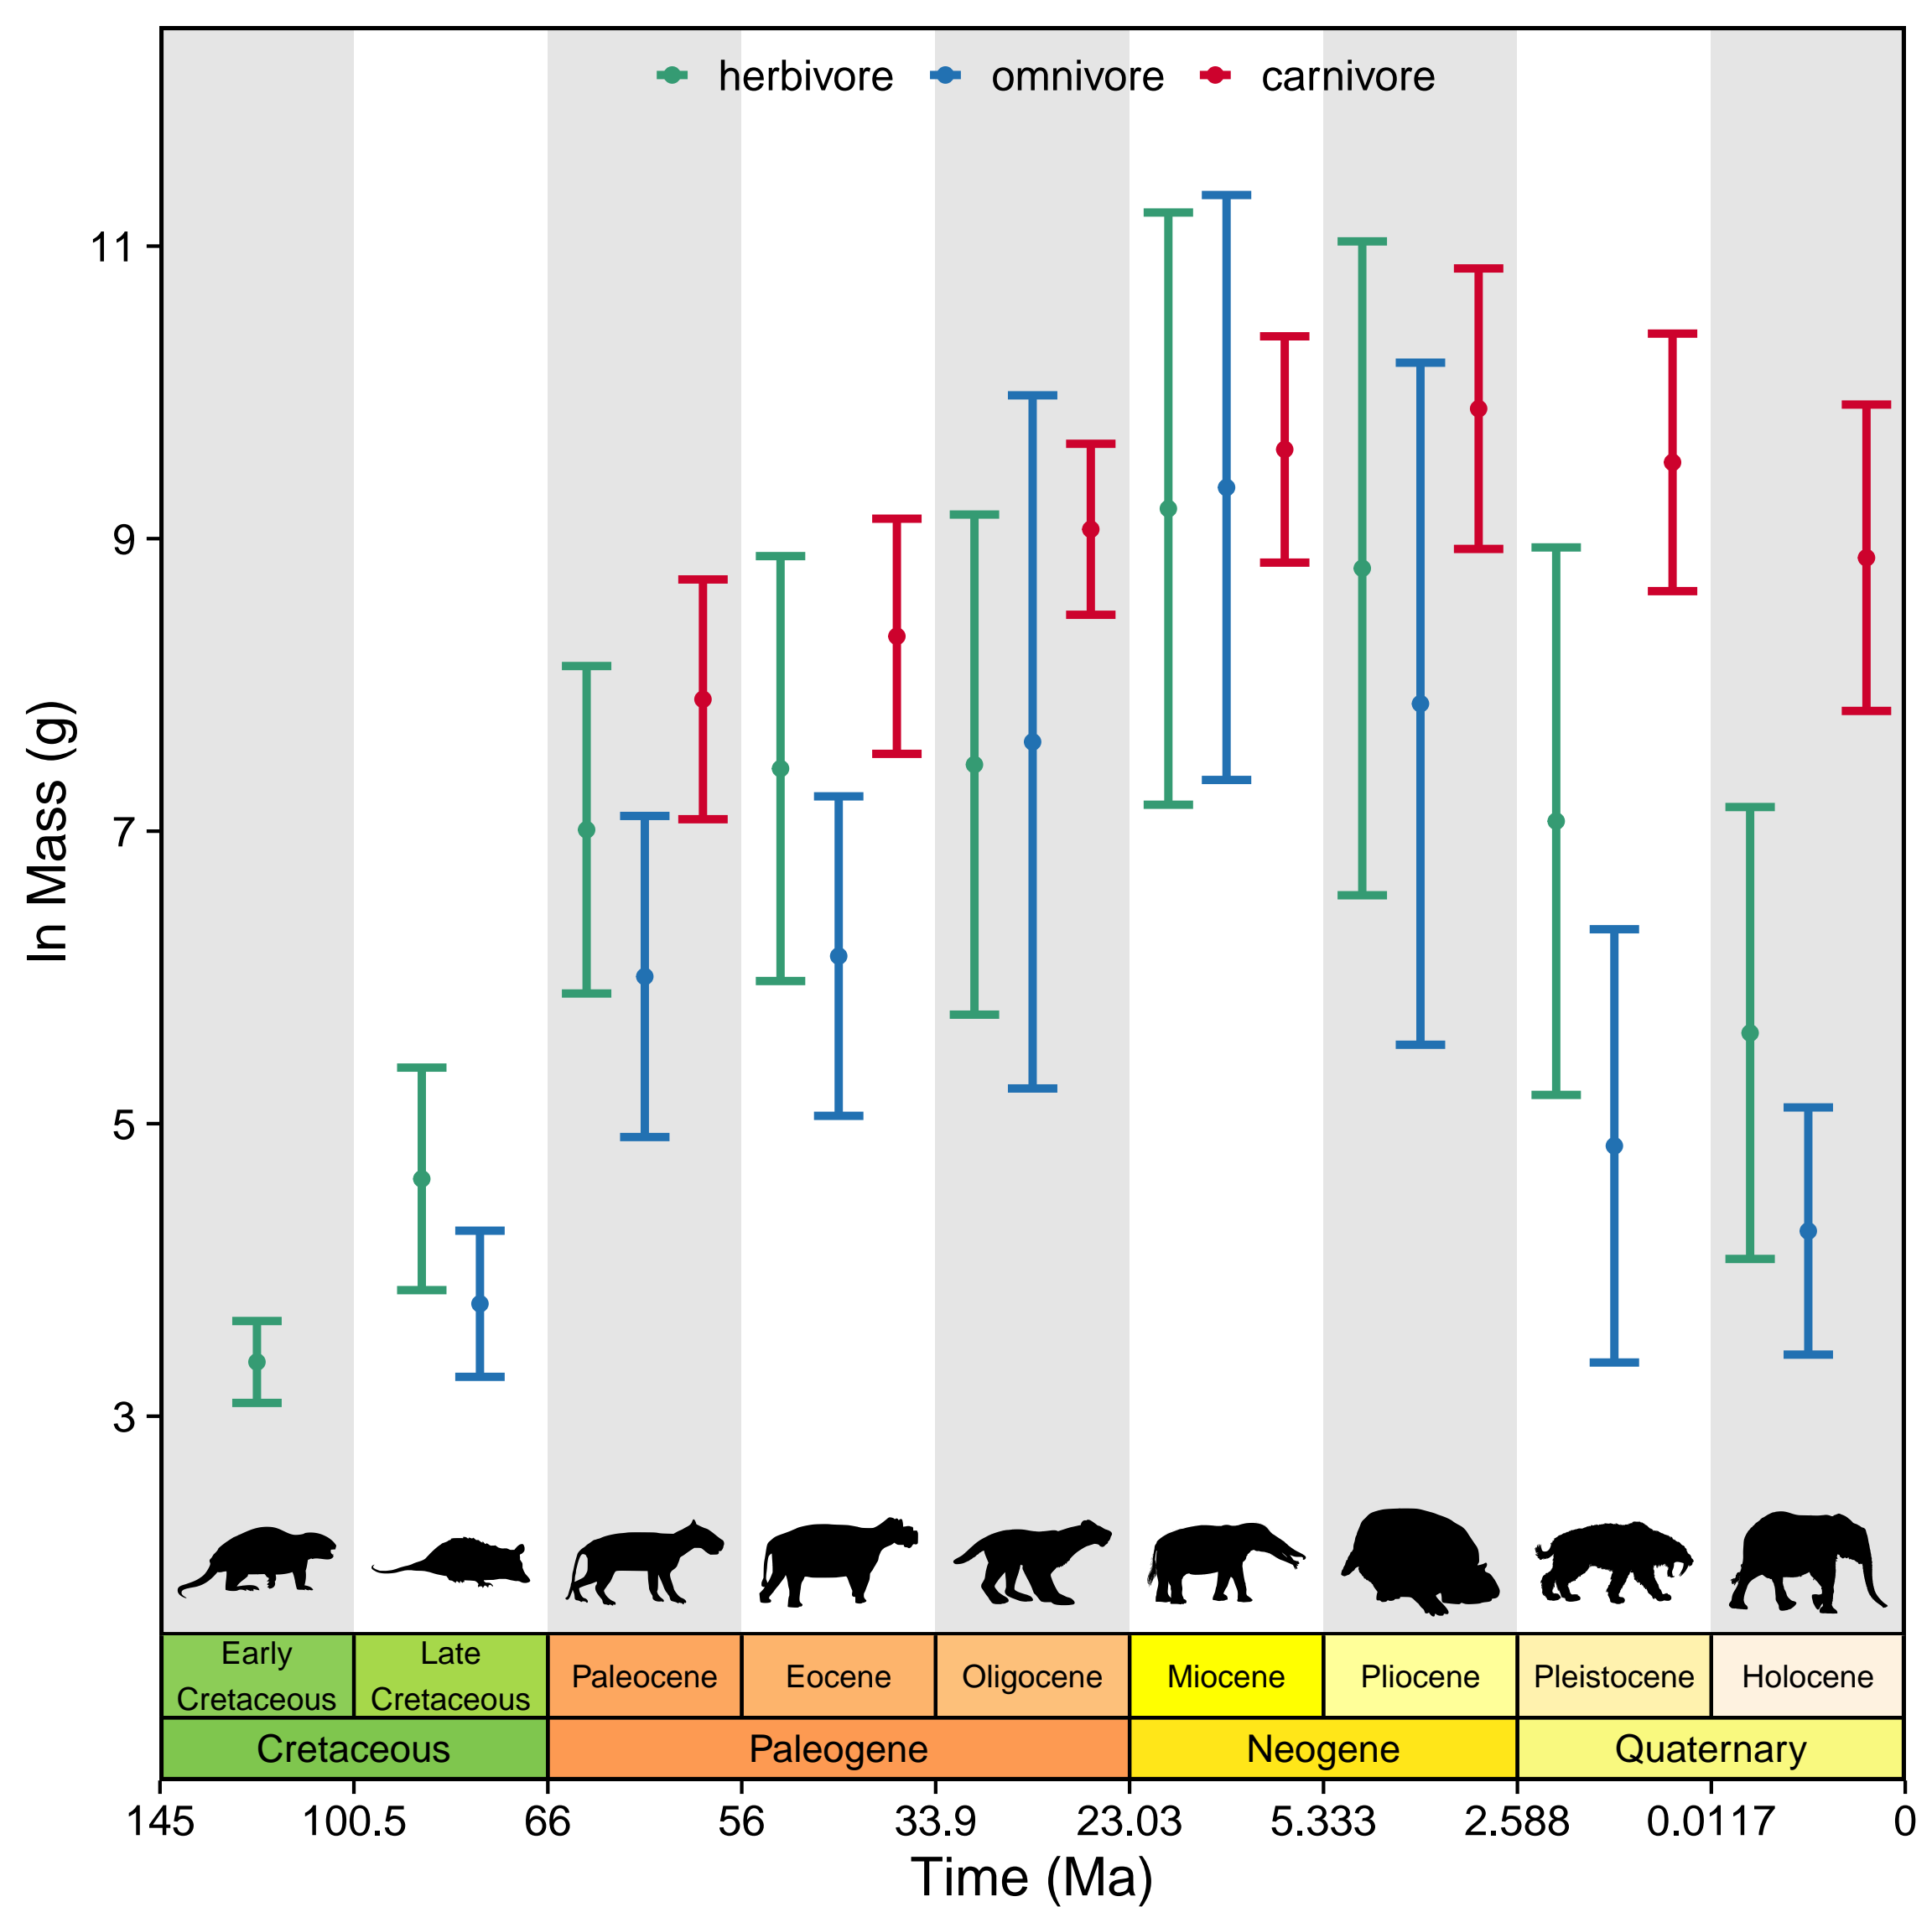 herbivore omnivore carnivore
11
9
7
5
3
ln Mass (g)
Early Cretaceous
Late Cretaceous
Paleocene
Eocene
Oligocene
Miocene
Pliocene
Pleistocene
Holocene
Cretaceous Paleogene Neogene Quaternary
145 100.5 66 56 33.9 23.03 5.333 2.588 0.0117 0
Time (Ma)